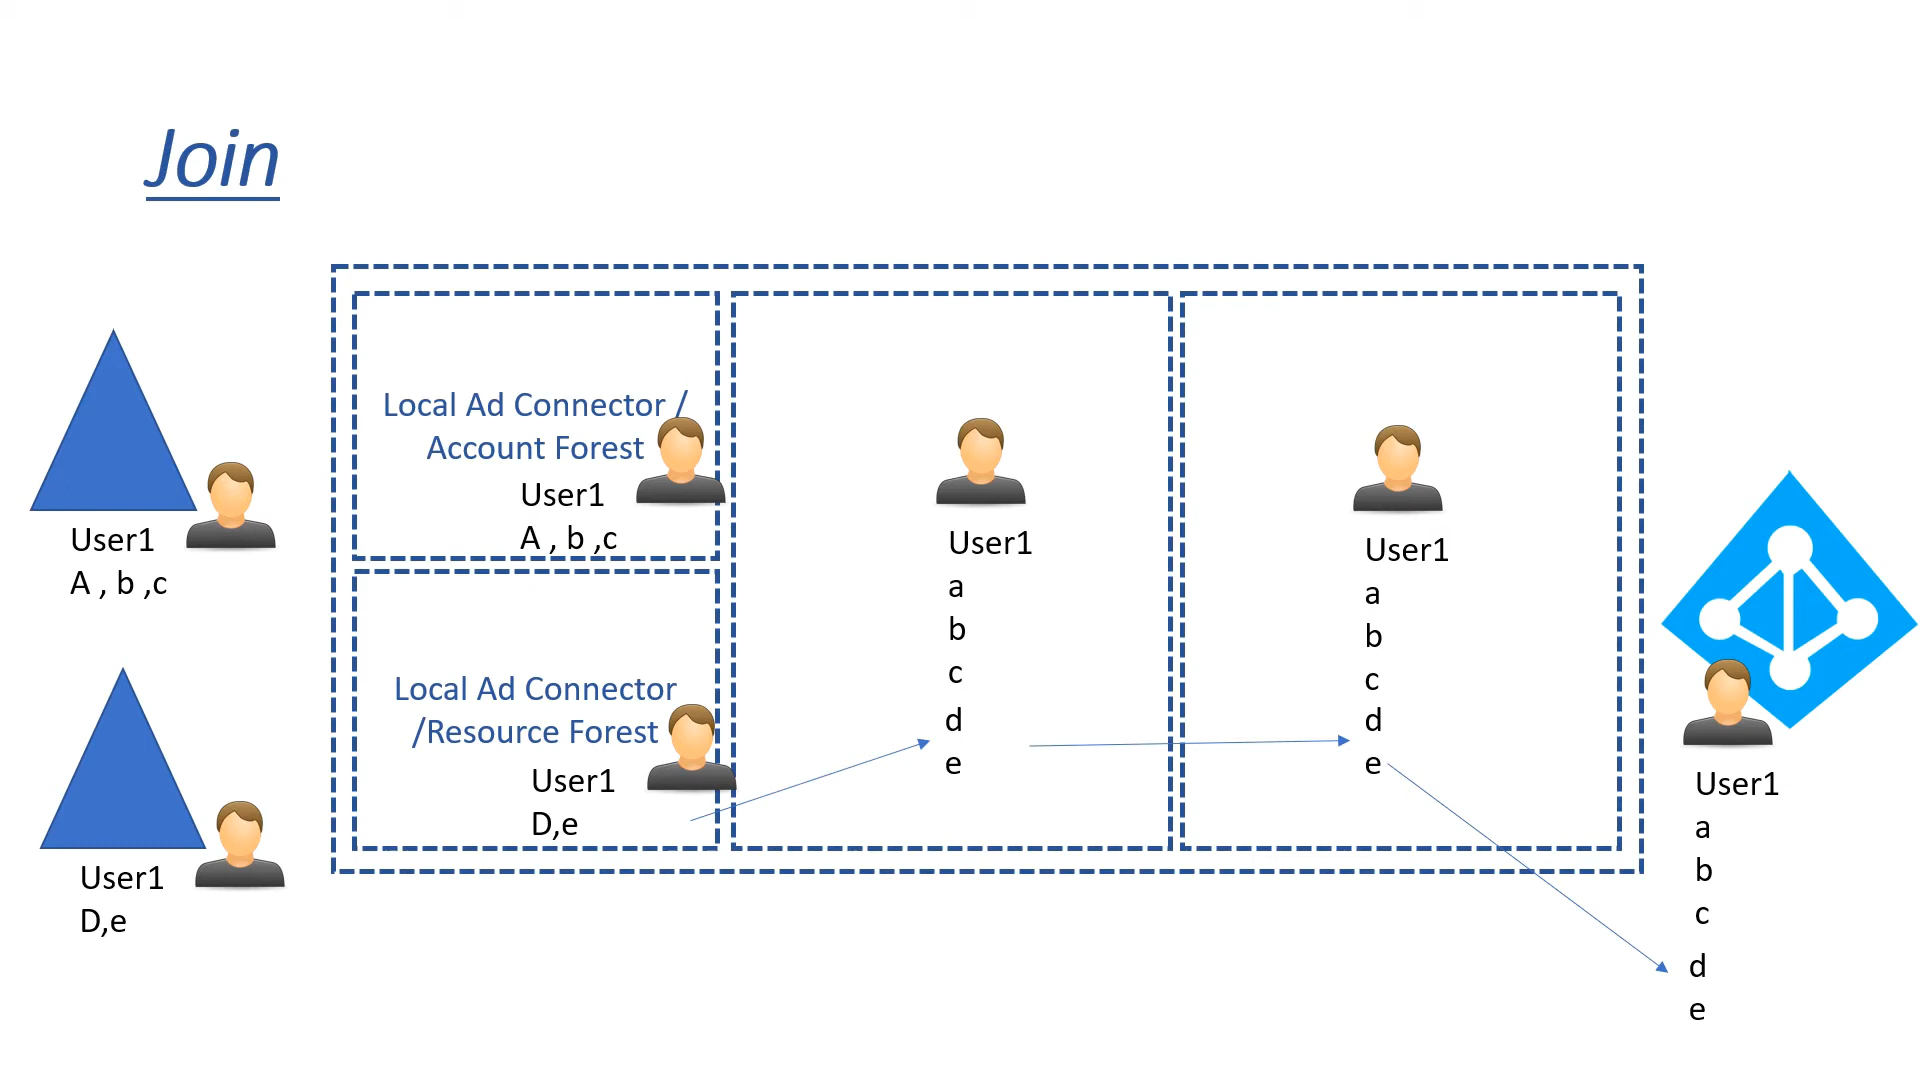 Join
User1
A , b ,c
User1
D,e
Local Ad Connector /
Account Forest
User1
A , b ,c
Local Ad Connector
/Resource Forest
User1
D,e
User1
a
b
c
d
e
User1
a
b
c
d
e
User1
a
b
c
d
e